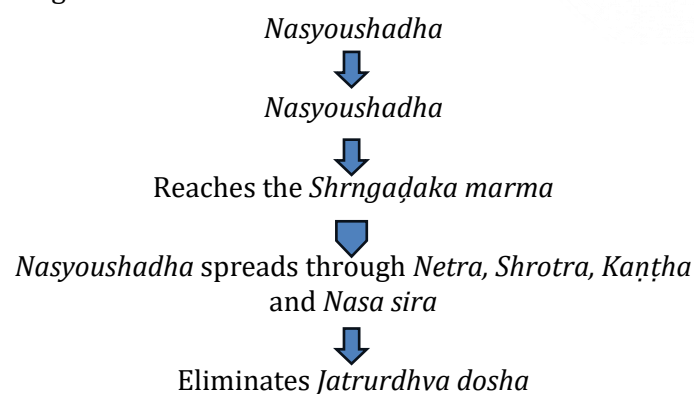 Nasyoushadha
Nasyoushadha
Reaches the Shrngaḍaka marma
Nasyoushadha spreads through Netra, Shrotra, Kaṇṭha
and Nasa sira
Eliminates Jatrurdhva dosha